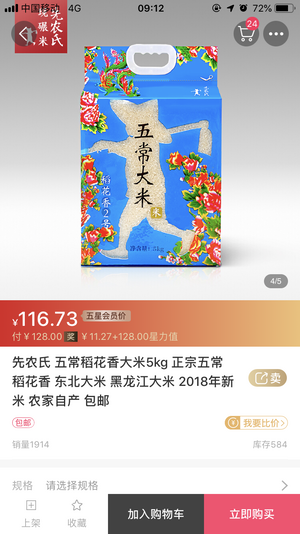 中国移动 4G 09:12 72%
先农氏
碾米
24
五常大米
稻花香2号
米
净含量：5kg
4/5
¥116.73 五星会员价
付￥128.00 奖 ￥11.27+128.00星力值
先农氏 五常稻花香大米5kg 正宗五常
稻花香 东北大米 黑龙江大米 2018年新
米 农家自产 包邮
卖
包邮
我要比价>
销量1914
库存584
规格 请选择规格
上架
收藏
加入购物车
立即购买